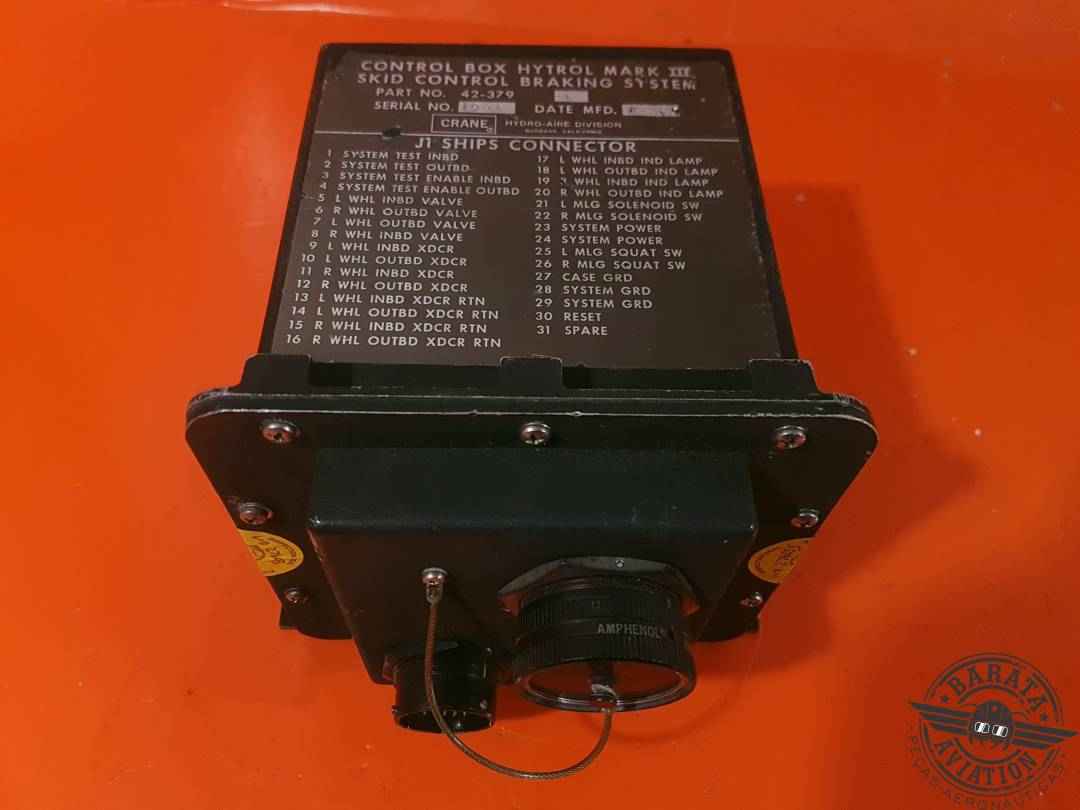 CONTROL BOX HYTROL MARK III
SKID CONTROL BRAKING SYSTEM
PART NO. 42-379
SERIAL NO. DATE MFD.
CRANE HYDRO-AIRE DIVISION
BURBANK, CALIFORNIA
J1 SHIPS CONNECTOR
1 SYSTEM TEST INBD
2 SYSTEM TEST OUTBD
3 SYSTEM TEST ENABLE INBD
4 SYSTEM TEST ENABLE OUTBD
5 L WHL INBD VALVE
6 R WHL OUTBD VALVE
7 L WHL OUTBD VALVE
8 R WHL INBD VALVE
9 L WHL INBD XDCR
10 L WHL OUTBD XDCR
11 R WHL INBD XDCR
12 R WHL OUTBD XDCR
13 L WHL INBD XDCR RTN
14 L WHL OUTBD XDCR RTN
15 R WHL INBD XDCR RTN
16 R WHL OUTBD XDCR RTN
17 L WHL INBD IND LAMP
18 L WHL OUTBD IND LAMP
19 R WHL INBD IND LAMP
20 R WHL OUTBD IND LAMP
21 L MLG SOLENOID SW
22 R MLG SOLENOID SW
23 SYSTEM POWER
24 SYSTEM POWER
25 L MLG SQUAT SW
26 R MLG SQUAT SW
27 CASE GRD
28 SYSTEM GRD
29 SYSTEM GRD
30 RESET
31 SPARE
AMPHENOL
BARATA
AVIATION
PEÇAS AERONÁUTICAS